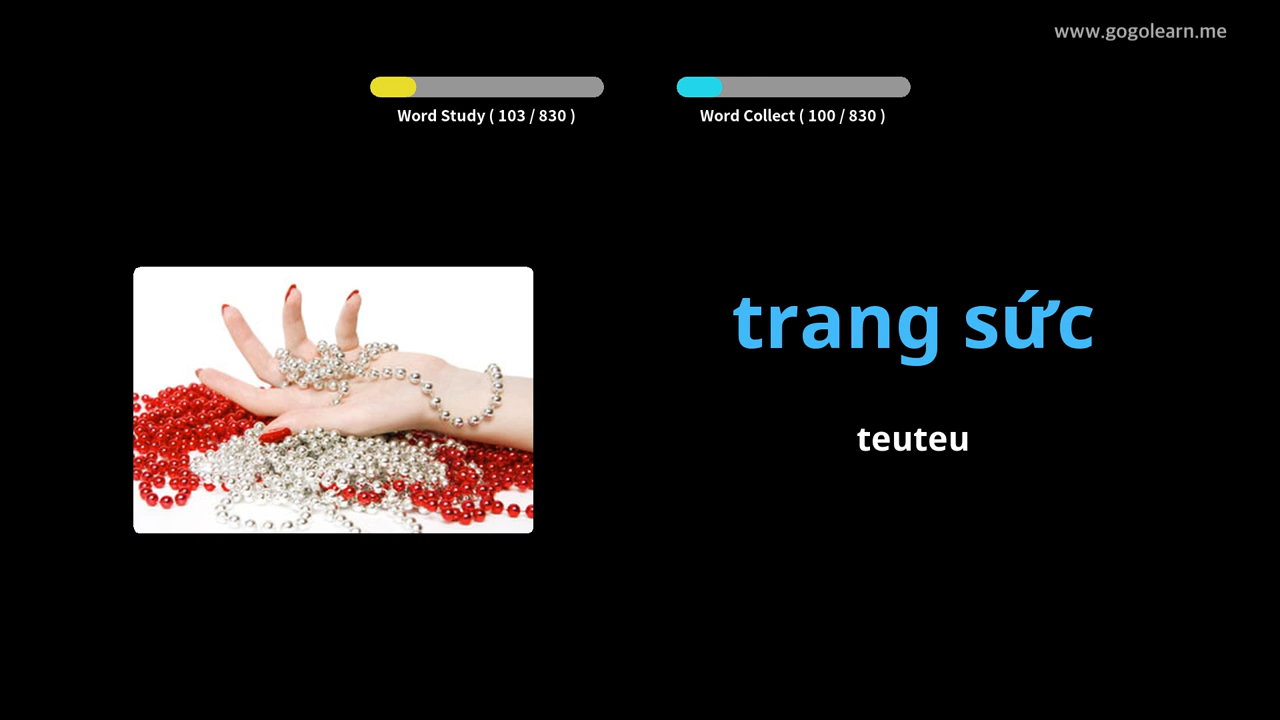 www.gogolearn.me
Word Study ( 103 / 830 )
Word Collect ( 100 / 830 )
trang sức
teuteu